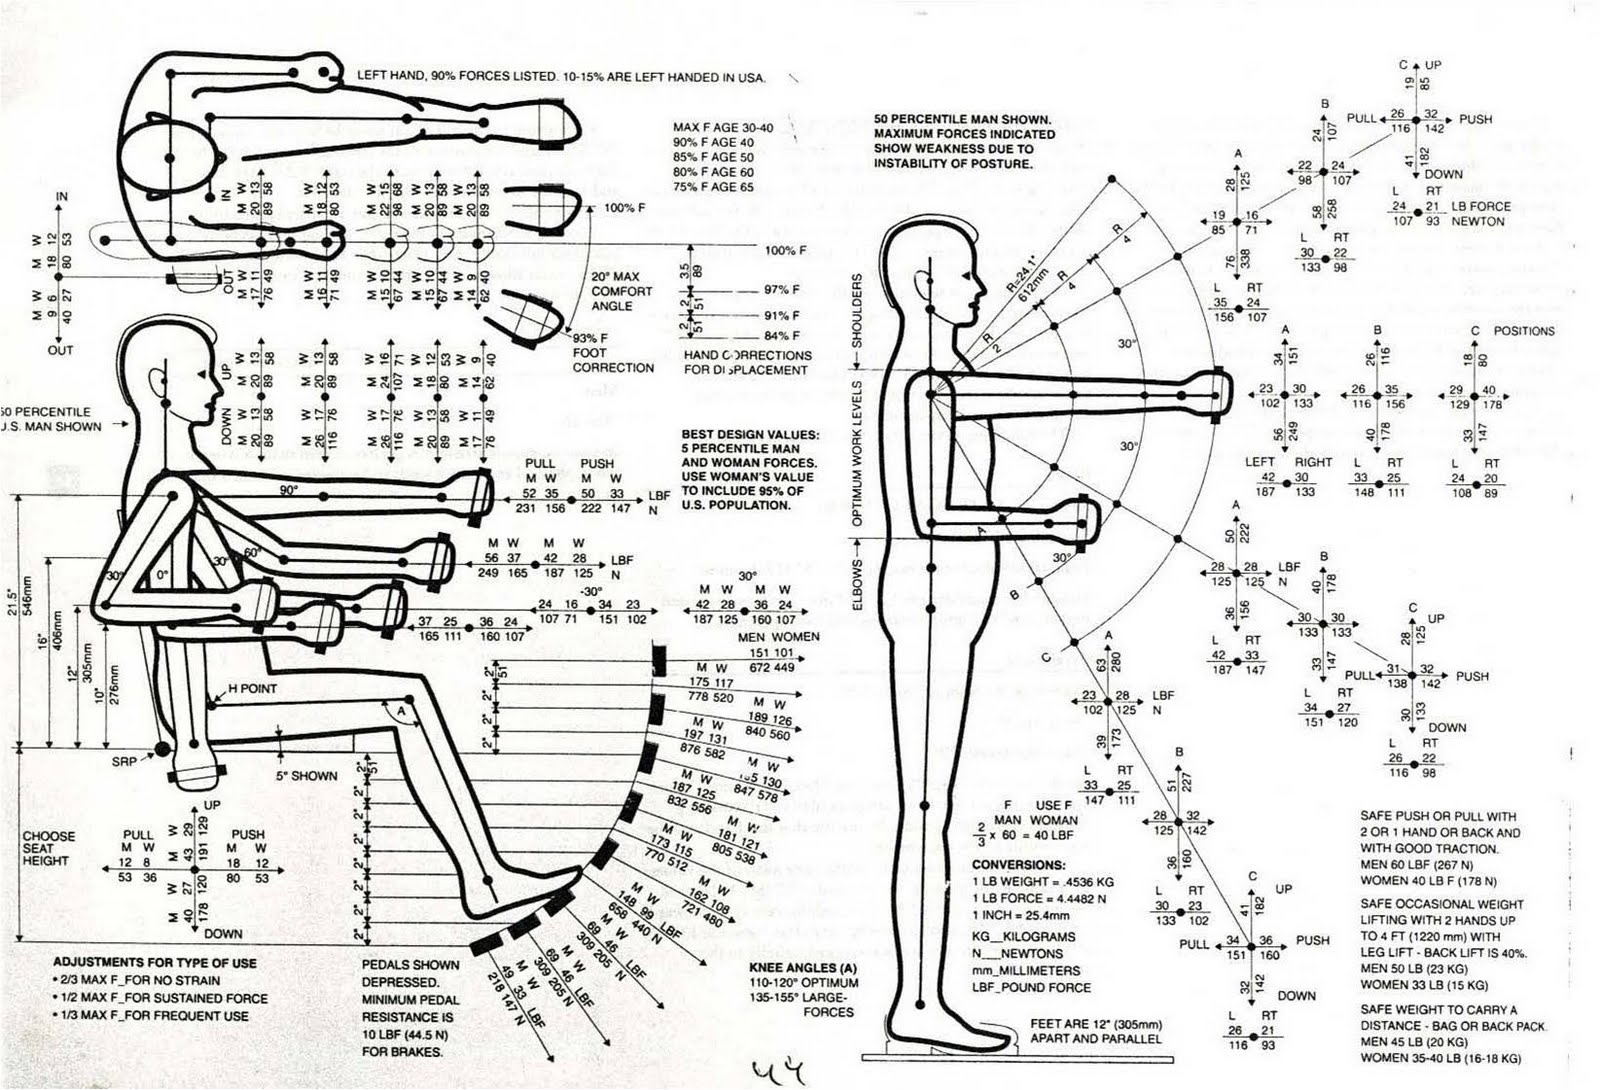 LEFT HAND, 90% FORCES LISTED. 10-15% ARE LEFT HANDED IN USA.
MAX F AGE 30-40
90% F AGE 40
85% F AGE 50
80% F AGE 60
75% F AGE 65
100% F
20° MAX
COMFORT
ANGLE
93% F
FOOT
CORRECTION
100% F
97% F
91% F
84% F
3.5
89
2
51
2
51
HAND CORRECTIONS
FOR DISPLACEMENT
IN
M W
18 12
80 53
M W
9 6
40 27
OUT
IN
M W
20 13
89 58
M W
18 12
80 53
M W
22 15
98 68
M W
20 13
89 58
M W
20 13
89 58
OUT
M W
17 11
76 49
M W
16 11
71 49
M W
15 10
67 44
M W
15 10
67 44
M W
14 9
62 40
UP
M W
20 13
89 58
M W
20 13
89 58
M W
24 16
107 71
M W
18 12
80 53
M W
14 9
62 40
DOWN
M W
20 13
89 58
M W
26 17
116 76
M W
26 17
116 76
M W
20 13
89 58
M W
17 11
76 49
50 PERCENTILE
U.S. MAN SHOWN
BEST DESIGN VALUES:
5 PERCENTILE MAN
AND WOMAN FORCES.
USE WOMAN'S VALUE
TO INCLUDE 95% OF
U.S. POPULATION.
PULL PUSH
M W M W
52 35 50 33 LBF
231 156 222 147 N
M W M W
56 37 42 28 LBF
249 165 187 125 N
-30°
24 16 34 23
107 71 151 102
30°
M W M W
42 28 36 24
187 125 160 107
M W M W
37 25 36 24
165 111 160 107
90°
60°
30°
0°
30°
21.5"
546mm
16"
406mm
12"
305mm
10"
276mm
H POINT
A
SRP
5° SHOWN
2"
51
2"
2"
2"
2"
51
2"
2"
2"
2"
2"
2"
MEN WOMEN
151 101
672 449
M W
175 117
778 520
189 126
840 560
M W
197 131
876 582
M W
130
847 578
M W
187 125
832 556
M W
181 121
805 538
M W
173 115
770 512
M W
162 108
721 480
M W
148 99 LBF
658 440 N
M W
69 46 LBF
309 205 N
M W
69 46 LBF
309 205 N
M W
49 33 LBF
218 147 N
CHOOSE
SEAT
HEIGHT
UP
M W
43 29
191 129
PULL PUSH
M W M W
12 8 18 12
53 36 80 53
M W
40 27
178 120
DOWN
ADJUSTMENTS FOR TYPE OF USE
• 2/3 MAX F_FOR NO STRAIN
• 1/2 MAX F_FOR SUSTAINED FORCE
• 1/3 MAX F_FOR FREQUENT USE
PEDALS SHOWN
DEPRESSED.
MINIMUM PEDAL
RESISTANCE IS
10 LBF (44.5 N)
FOR BRAKES.
KNEE ANGLES (A)
110-120° OPTIMUM
135-155° LARGE-
FORCES
44
50 PERCENTILE MAN SHOWN.
MAXIMUM FORCES INDICATED
SHOW WEAKNESS DUE TO
INSTABILITY OF POSTURE.
SHOULDERS
OPTIMUM WORK LEVELS
ELBOWS
R=24.1"
612mm
R
4
R
4
R
2
30°
30°
30°
A
B
C
C UP
19
85
PULL 26 32 PUSH
116 142
41
182
DOWN
L RT
24 21 LB FORCE
107 93 NEWTON
B
24
107
22 24
98 107
58
258
L RT
30 22
133 98
A
28
125
19 16
85 71
76
338
L RT
35 24
156 107
A
34
151
23 30
102 133
56
249
LEFT RIGHT
42 30
187 133
B
26
116
26 35
116 156
40
178
L RT
33 25
148 111
C POSITIONS
18
80
29 40
129 178
33
147
L RT
24 20
108 89
A
50
222
28 28 LBF
125 125 N
36
156
L RT
42 33
187 147
B
40
178
30 30
133 133
33
147
L RT
34 27
151 120
C UP
28
125
PULL 31 32 PUSH
138 142
30
133
DOWN
L RT
26 22
116 98
A
63
280
23 28 LBF
102 125 N
39
173
L RT
33 25
147 111
B
51
227
28 32
125 142
36
160
L RT
30 23
133 102
C UP
41
182
PULL 34 36 PUSH
151 160
32
142
DOWN
L RT
26 21
116 93
USE F
MAN WOMAN
2/3 x 60 = 40 LBF
CONVERSIONS:
1 LB WEIGHT = .4536 KG
1 LB FORCE = 4.4482 N
1 INCH = 25.4mm
KG__KILOGRAMS
N___NEWTONS
mm_MILLIMETERS
LBF_POUND FORCE
FEET ARE 12" (305mm)
APART AND PARALLEL
SAFE PUSH OR PULL WITH
2 OR 1 HAND OR BACK AND
WITH GOOD TRACTION.
MEN 60 LBF (267 N)
WOMEN 40 LB F (178 N)
SAFE OCCASIONAL WEIGHT
LIFTING WITH 2 HANDS UP
TO 4 FT (1220 mm) WITH
LEG LIFT - BACK LIFT IS 40%.
MEN 50 LB (23 KG)
WOMEN 33 LB (15 KG)
SAFE WEIGHT TO CARRY A
DISTANCE - BAG OR BACK PACK.
MEN 45 LB (20 KG)
WOMEN 35-40 LB (16-18 KG)